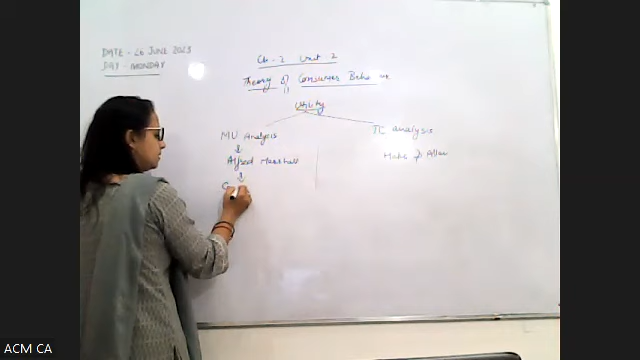 DATE - 26 JUNE 2023
DAY - MONDAY
Ch-2 Unit 2
Theory of Consumer Beha
Utility
MU Analysis
IC analysis
Alfred Marshall
Hicks & Allen
C
ACM CA